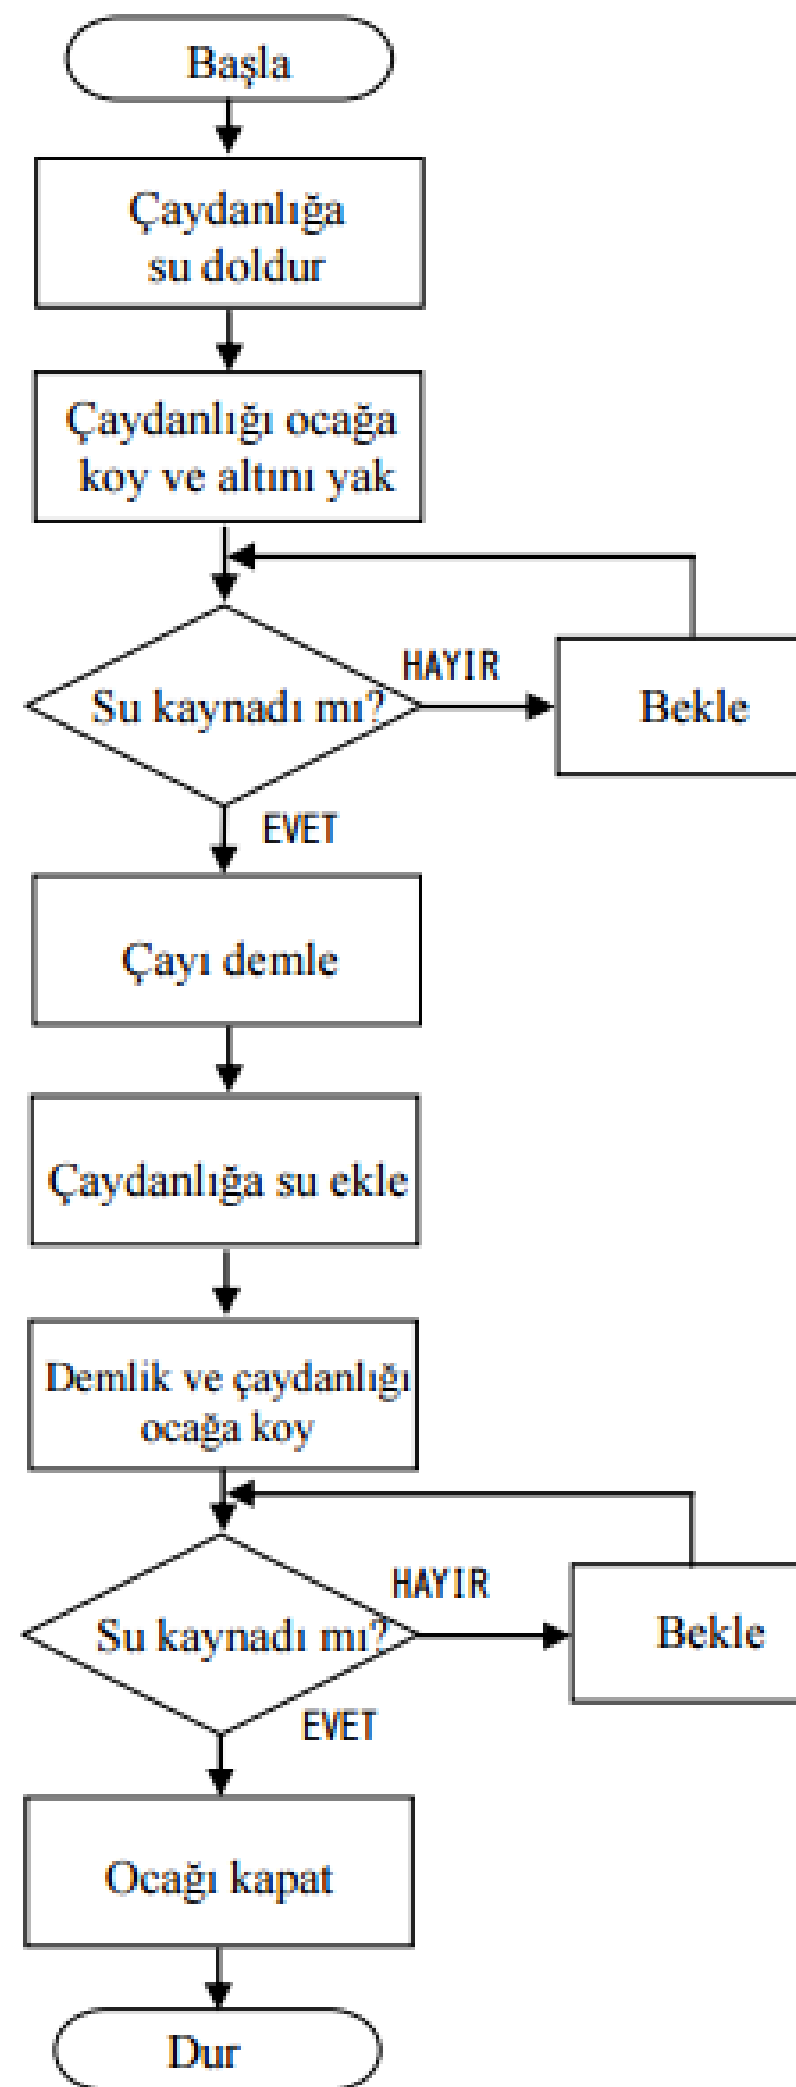 Başla
Çaydanlığa
su doldur
Çaydanlığı ocağa
koy ve altını yak
Su kaynadı mı?
HAYIR
Bekle
EVET
Çayı demle
Çaydanlığa su ekle
Demlik ve çaydanlığı
ocağa koy
Su kaynadı mı?
HAYIR
Bekle
EVET
Ocağı kapat
Dur